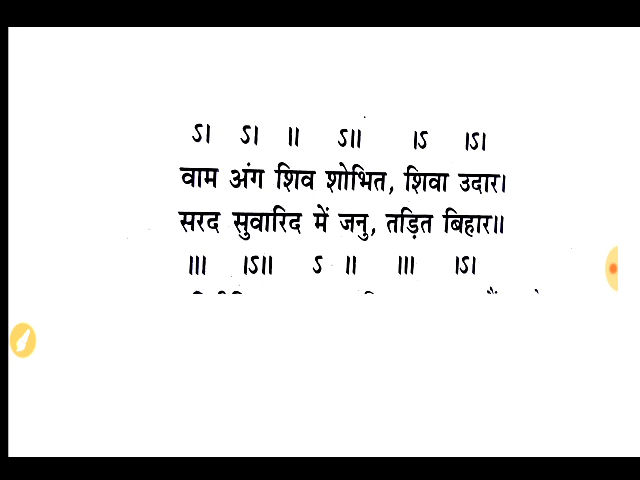 ऽ। ऽ। ।। ऽ।। ।ऽ ।ऽ।
वाम अंग शिव शोभित, शिवा उदार।
सरद सुवारिद में जनु, तड़ित बिहार।।
।।। ।ऽ।। ऽ ।। ।।। ।ऽ।